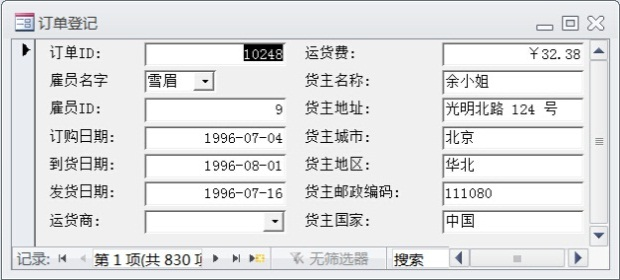 订单登记
订单ID: 10248 运货费: ￥32.38
雇员名字 雪眉 货主名称: 余小姐
雇员ID: 9 货主地址: 光明北路 124 号
订购日期: 1996-07-04 货主城市: 北京
到货日期: 1996-08-01 货主地区: 华北
发货日期: 1996-07-16 货主邮政编码: 111080
运货商: 货主国家: 中国
记录: 第 1 项(共 830 项 无筛选器 搜索